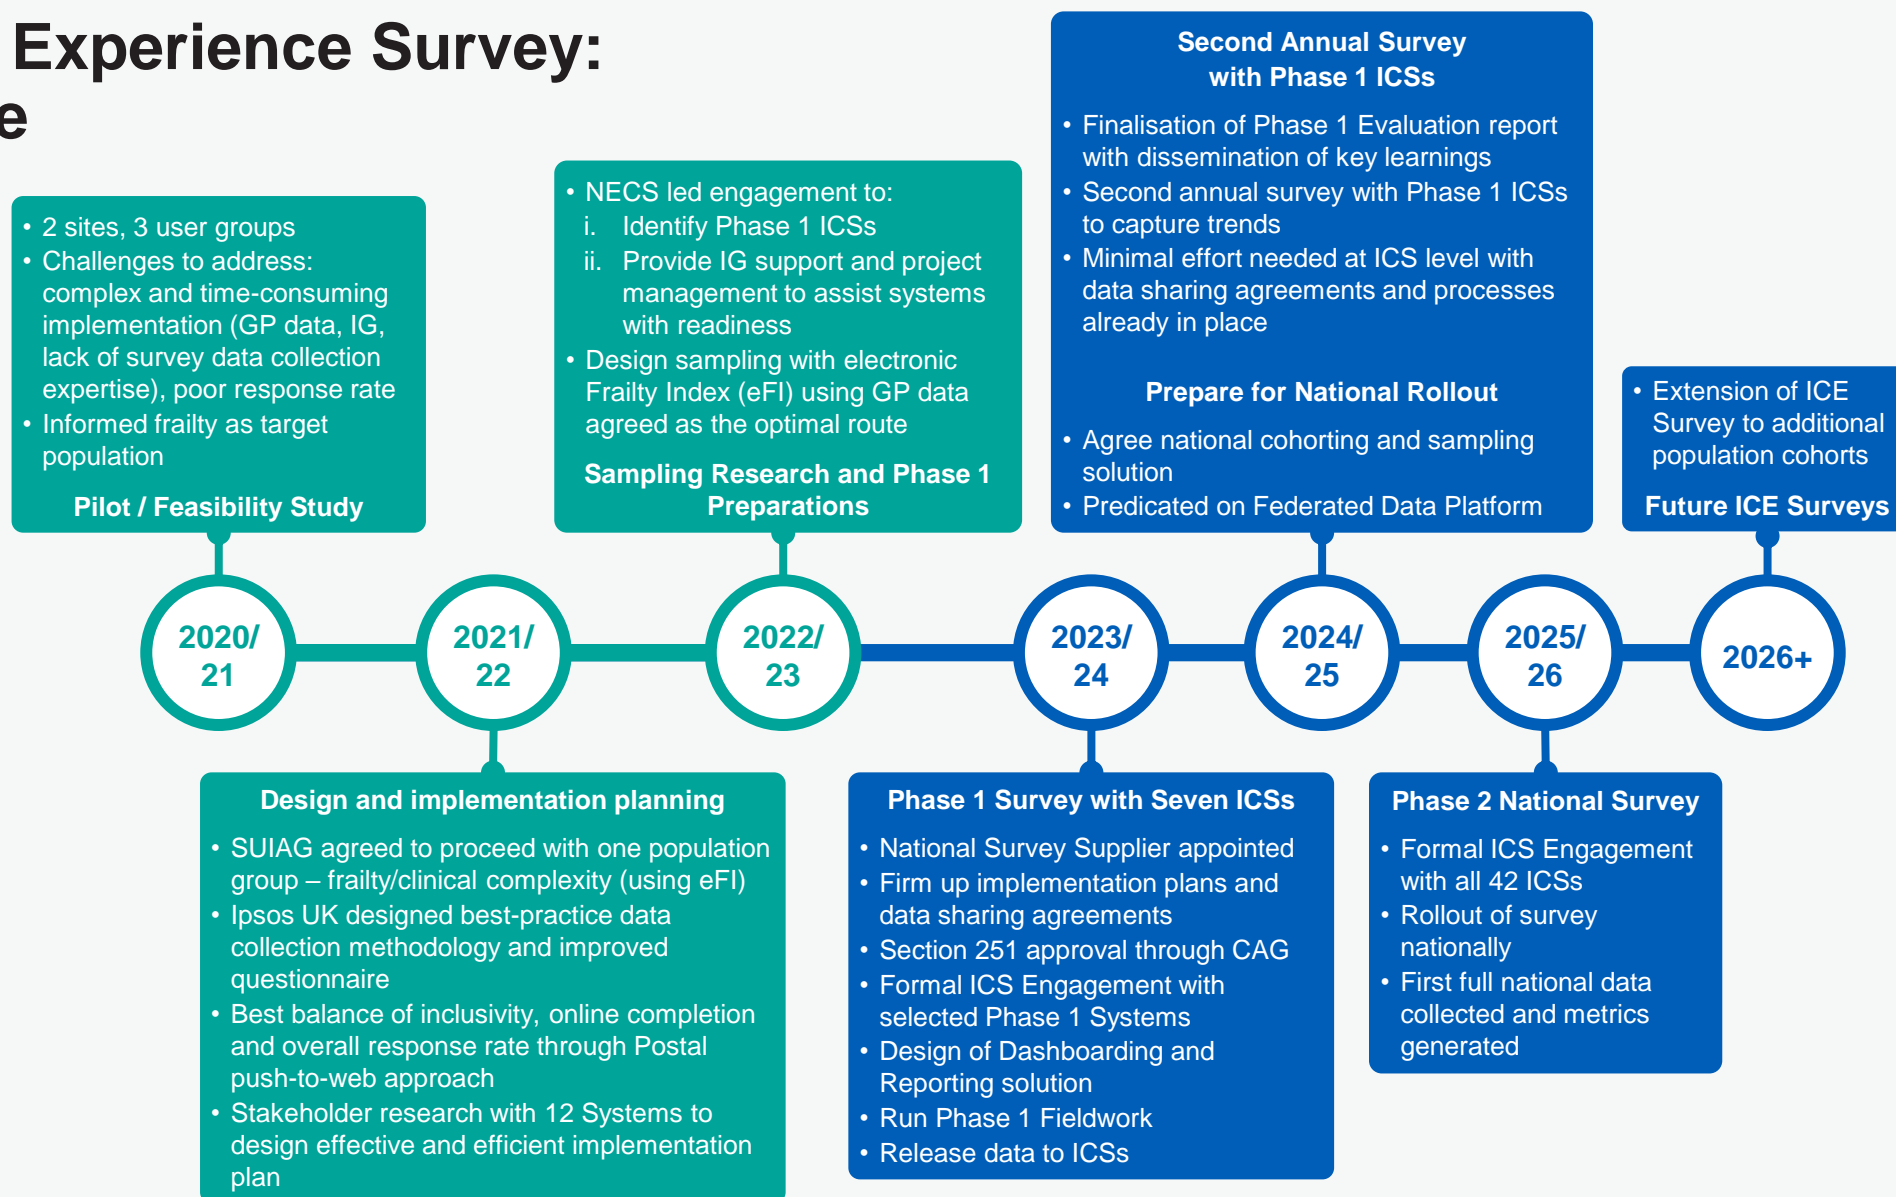 Experience Survey:
e
• 2 sites, 3 user groups
• Challenges to address:
complex and time-consuming
implementation (GP data, IG,
lack of survey data collection
expertise), poor response rate
• Informed frailty as target
population
Pilot / Feasibility Study
• NECS led engagement to:
i. Identify Phase 1 ICSs
ii. Provide IG support and project
management to assist systems
with readiness
• Design sampling with electronic
Frailty Index (eFI) using GP data
agreed as the optimal route
Sampling Research and Phase 1
Preparations
Second Annual Survey
with Phase 1 ICSs
• Finalisation of Phase 1 Evaluation report
with dissemination of key learnings
• Second annual survey with Phase 1 ICSs
to capture trends
• Minimal effort needed at ICS level with
data sharing agreements and processes
already in place
Prepare for National Rollout
• Agree national cohorting and sampling
solution
• Predicated on Federated Data Platform
• Extension of ICE
Survey to additional
population cohorts
Future ICE Surveys
2020/
21
2021/
22
2022/
23
2023/
24
2024/
25
2025/
26
2026+
Design and implementation planning
• SUIAG agreed to proceed with one population
group – frailty/clinical complexity (using eFI)
• Ipsos UK designed best-practice data
collection methodology and improved
questionnaire
• Best balance of inclusivity, online completion
and overall response rate through Postal
push-to-web approach
• Stakeholder research with 12 Systems to
design effective and efficient implementation
plan
Phase 1 Survey with Seven ICSs
• National Survey Supplier appointed
• Firm up implementation plans and
data sharing agreements
• Section 251 approval through CAG
• Formal ICS Engagement with
selected Phase 1 Systems
• Design of Dashboarding and
Reporting solution
• Run Phase 1 Fieldwork
• Release data to ICSs
Phase 2 National Survey
• Formal ICS Engagement
with all 42 ICSs
• Rollout of survey
nationally
• First full national data
collected and metrics
generated